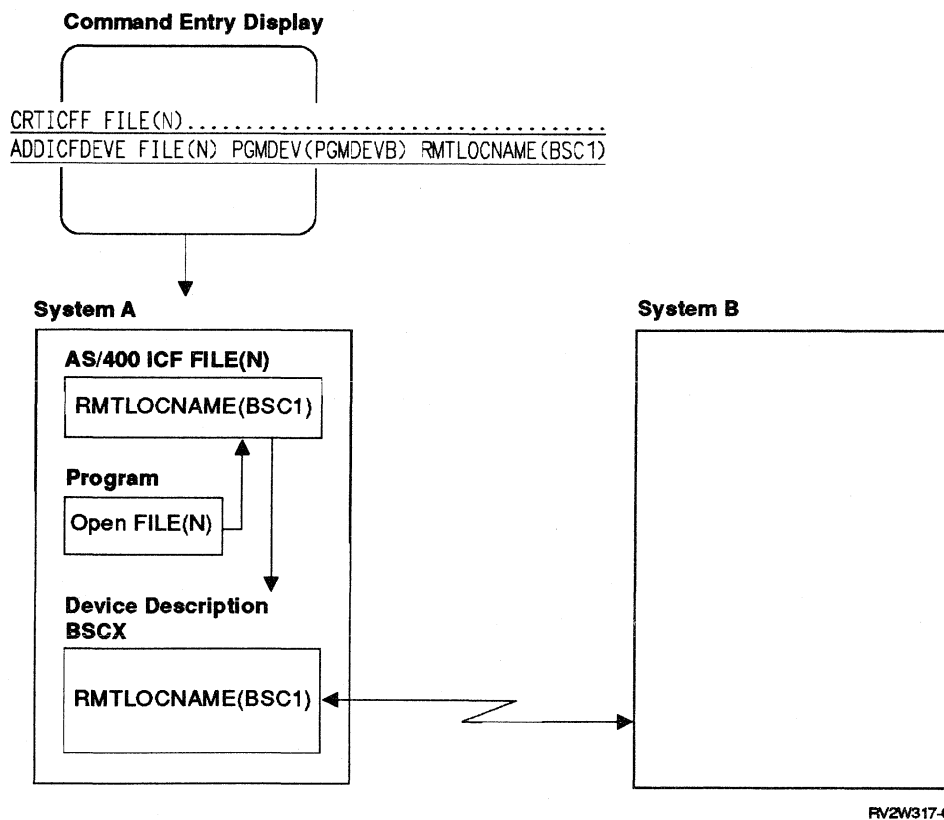 Command Entry Display
CRTICFF FILE(N)....................................
ADDICFDEVE FILE(N) PGMDEV(PGMDEVB) RMTLOCNAME(BSC1)
System A
System B
AS/400 ICF FILE(N)
RMTLOCNAME(BSC1)
Program
Open FILE(N)
Device Description
BSCX
RMTLOCNAME(BSC1)